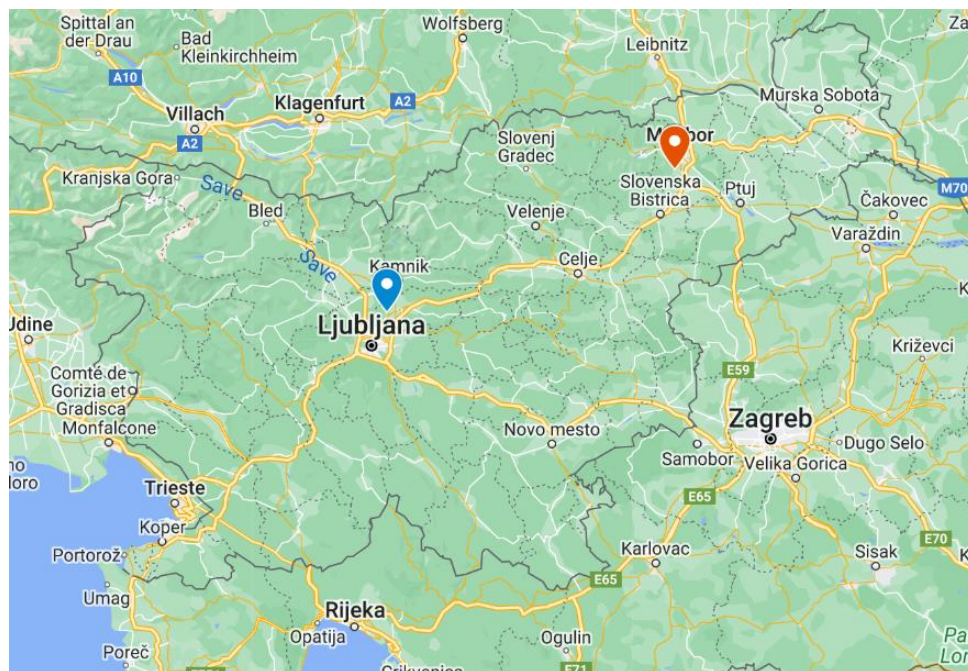 Spittal an
der Drau
Bad
Kleinkirchheim
Wolfsberg
Leibnitz
A10
Villach
Klagenfurt
A2
A2
Murska Sobota
Kranjska Gora
Save
Slovenj
Gradec
Slovenska
Bistrica
Ptuj
M70
Čakovec
Bled
Velenje
Varaždin
Save
Kamnik
Celje
Ljubljana
Udine
Križevci
E59
Comté de
Gorizia et
Gradisca
Monfalcone
Novo mesto
Zagreb
Dugo Selo
Samobor
Velika Gorica
Trieste
E65
Koper
E70
Portorož
Karlovac
Sisak
E65
Umag
Rijeka
Opatija
Ogulin
Poreč
Crikvenica
E71